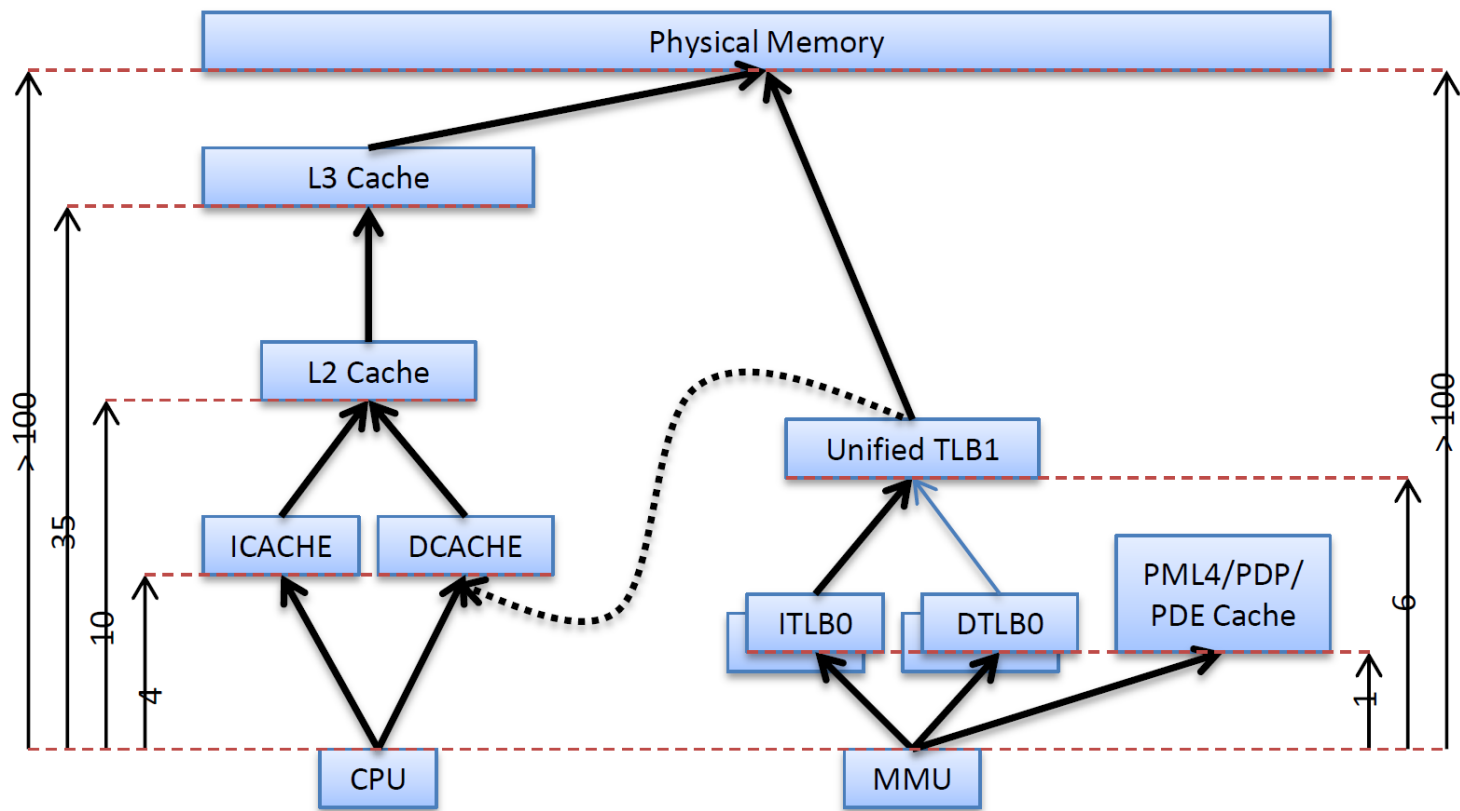 Physical Memory
L3 Cache
L2 Cache
Unified TLB1
ICACHE
DCACHE
PML4/PDP/
PDE Cache
ITLB0
DTLB0
CPU
MMU
> 100
35
10
4
1
6
> 100